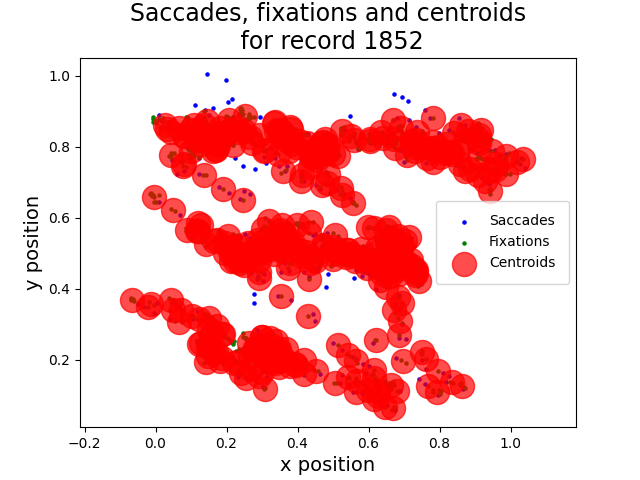 Saccades, fixations and centroids
for record 1852
1.0
0.8
0.6
0.4
0.2
y position
Saccades
Fixations
Centroids
−0.2 0.0 0.2 0.4 0.6 0.8 1.0
x position